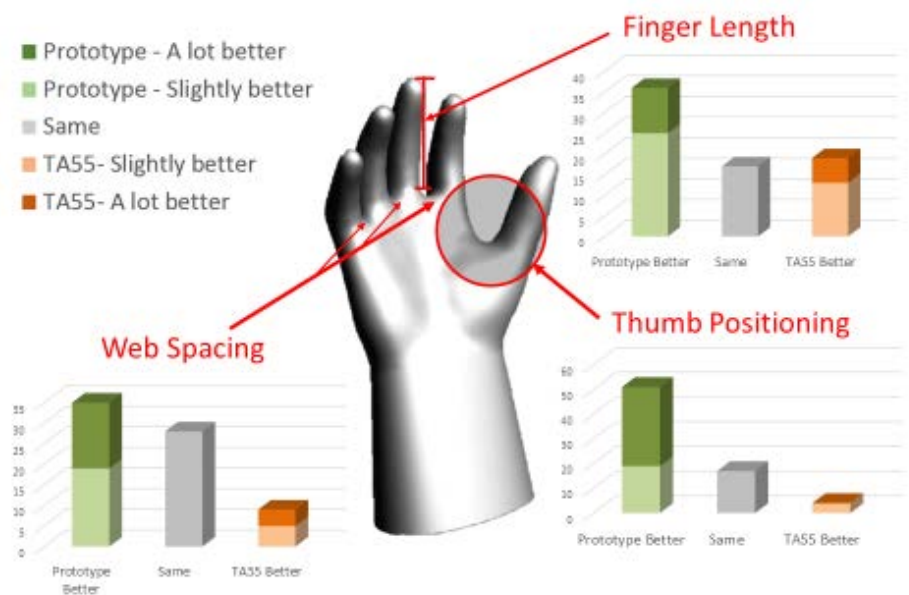 Prototype - A lot better
Prototype - Slightly better
Same
TA55- Slightly better
TA55- A lot better
Finger Length
40
35
30
25
20
15
10
5
0
Prototype Better
Same
TA55 Better
Thumb Positioning
60
50
40
30
20
10
0
Prototype Better
Same
TA55 Better
Web Spacing
35
30
25
20
15
10
5
0
Prototype
Better
Same
TA55 Better